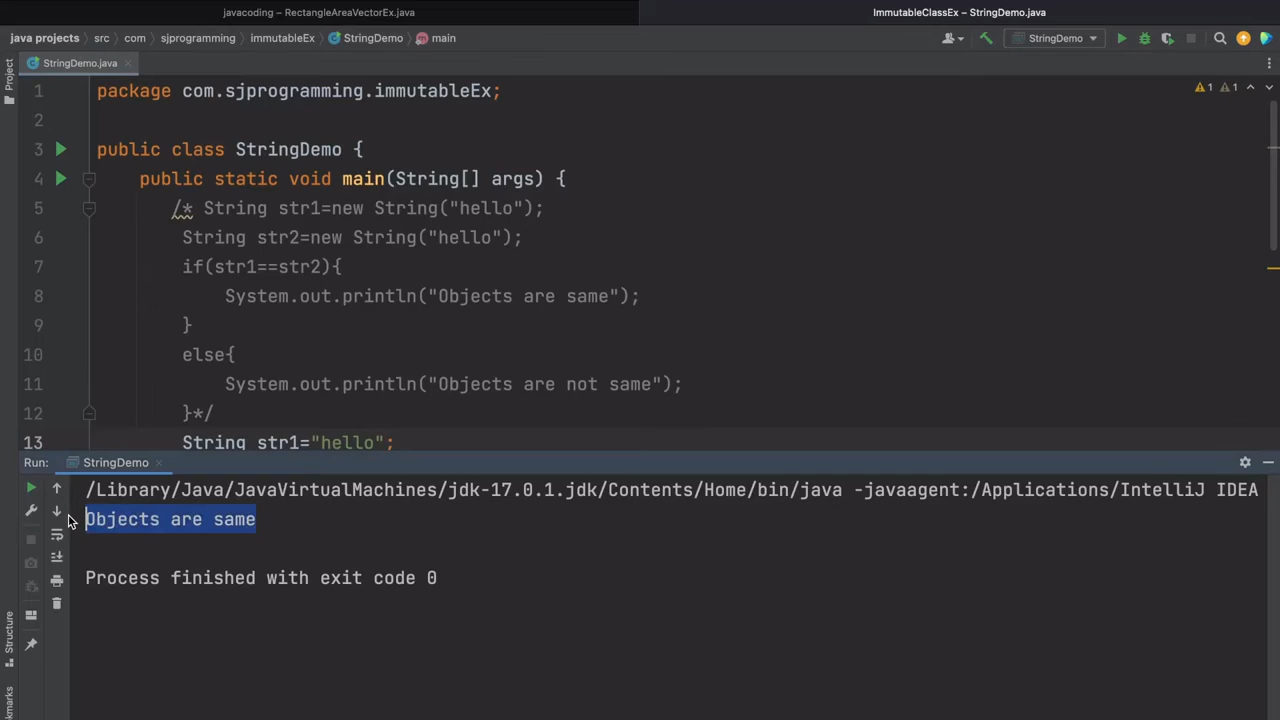 javacoding – RectangleAreaVectorEx.java
ImmutableClassEx – StringDemo.java
java projects src com sjprogramming immutableEx StringDemo main
StringDemo
StringDemo.java
Project
1 package com.sjprogramming.immutableEx;
1 1
2
3 public class StringDemo {
4 public static void main(String[] args) {
5 /* String str1=new String("hello");
6 String str2=new String("hello");
7 if(str1==str2){
8 System.out.println("Objects are same");
9 }
10 else{
11 System.out.println("Objects are not same");
12 }*/
13 String str1="hello";
Run: StringDemo
/Library/Java/JavaVirtualMachines/jdk-17.0.1.jdk/Contents/Home/bin/java -javaagent:/Applications/IntelliJ IDEA
Objects are same
Process finished with exit code 0
Structure